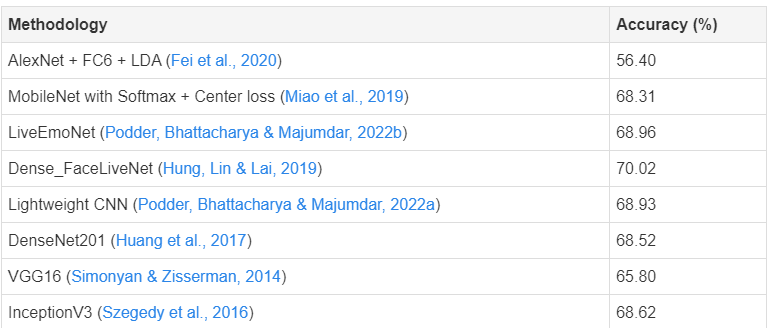 Methodology Accuracy (%)
AlexNet + FC6 + LDA (Fei et al., 2020) 56.40
MobileNet with Softmax + Center loss (Miao et al., 2019) 68.31
LiveEmoNet (Podder, Bhattacharya & Majumdar, 2022b) 68.96
Dense_FaceLiveNet (Hung, Lin & Lai, 2019) 70.02
Lightweight CNN (Podder, Bhattacharya & Majumdar, 2022a) 68.93
DenseNet201 (Huang et al., 2017) 68.52
VGG16 (Simonyan & Zisserman, 2014) 65.80
InceptionV3 (Szegedy et al., 2016) 68.62